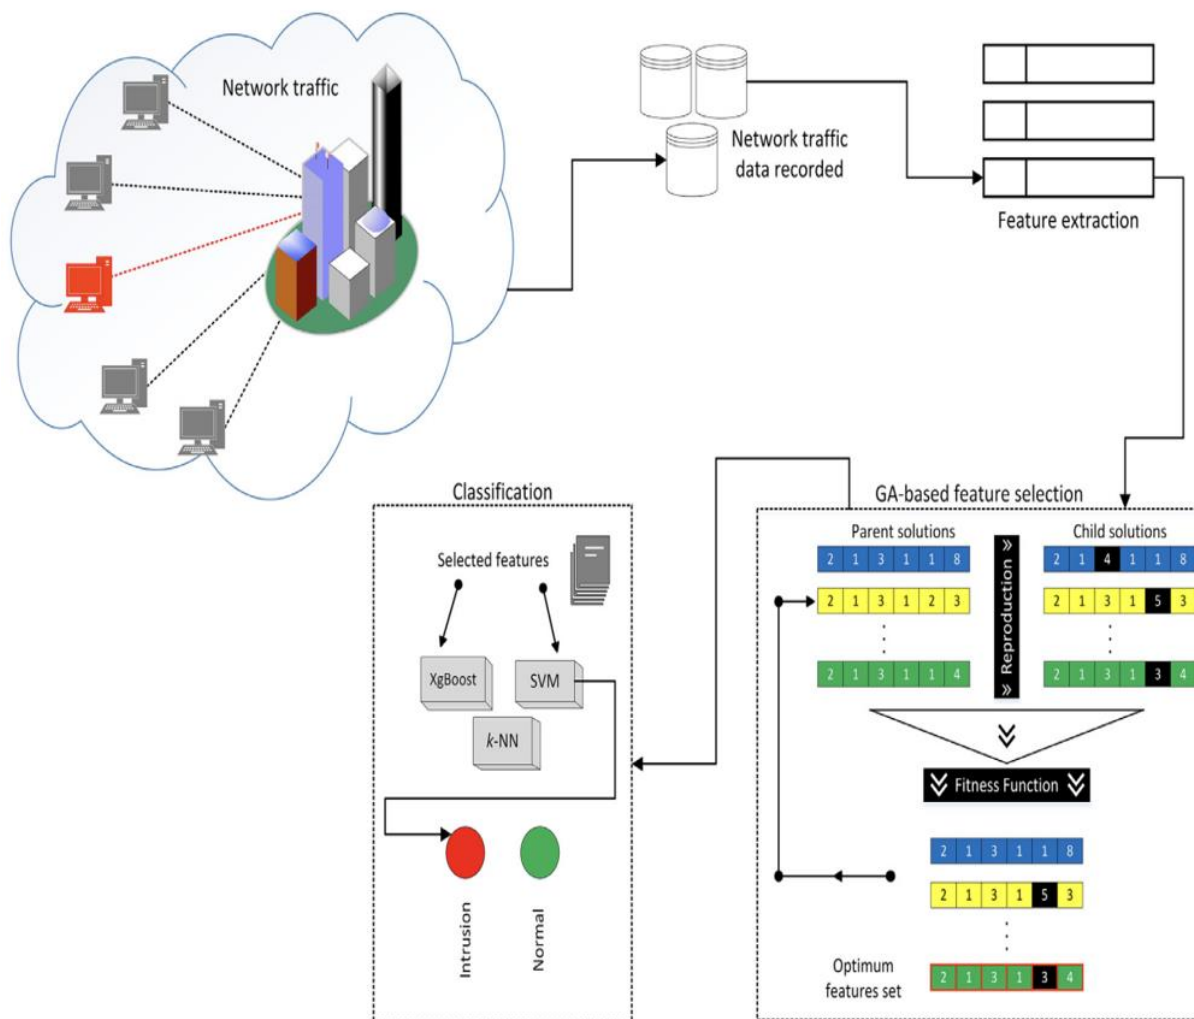 Network traffic
Network traffic
data recorded
Feature extraction
Classification
Selected features
XgBoost
SVM
k-NN
Intrusion
Normal
GA-based feature selection
Parent solutions
Child solutions
2 1 3 1 1 8
2 1 4 1 1 8
2 1 3 1 2 3
2 1 3 1 5 3
2 1 3 1 1 4
2 1 3 1 3 4
Reproduction
Fitness Function
2 1 3 1 1 8
2 1 3 1 5 3
Optimum
features set
2 1 3 1 3 4